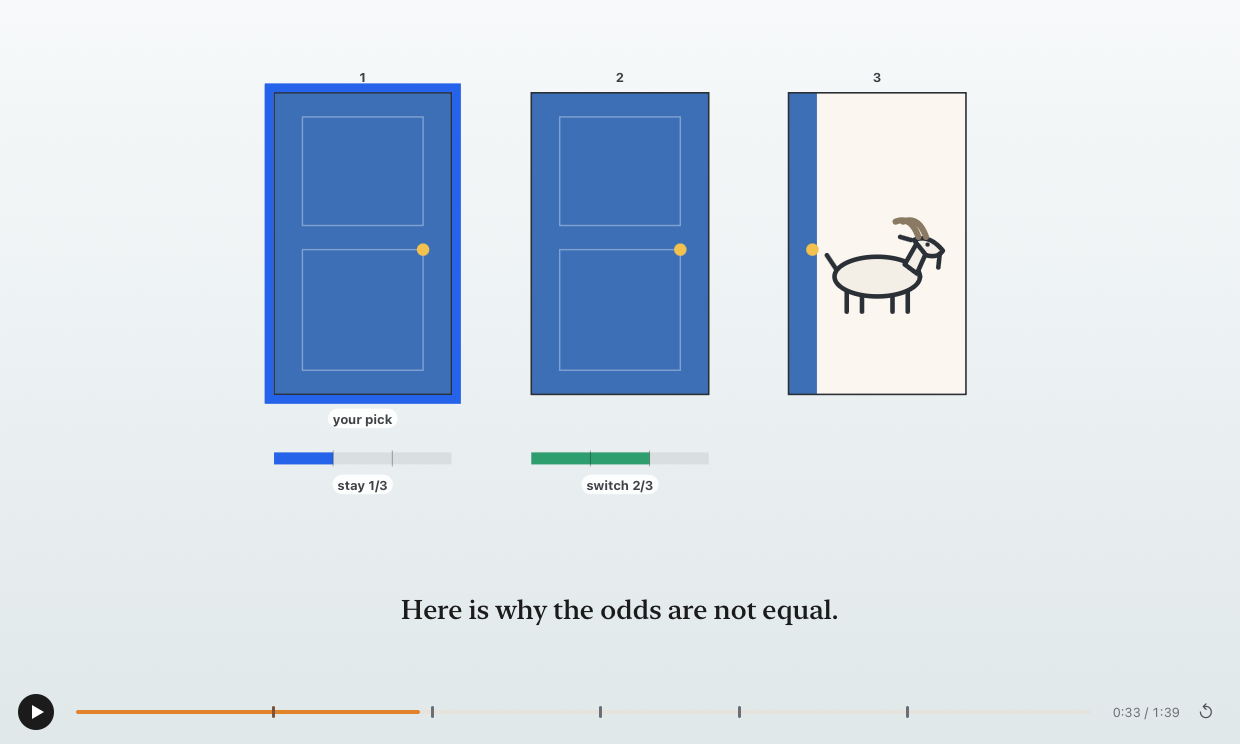 1
2
3
your pick
stay 1/3
switch 2/3
Here is why the odds are not equal.
0:33 / 1:39